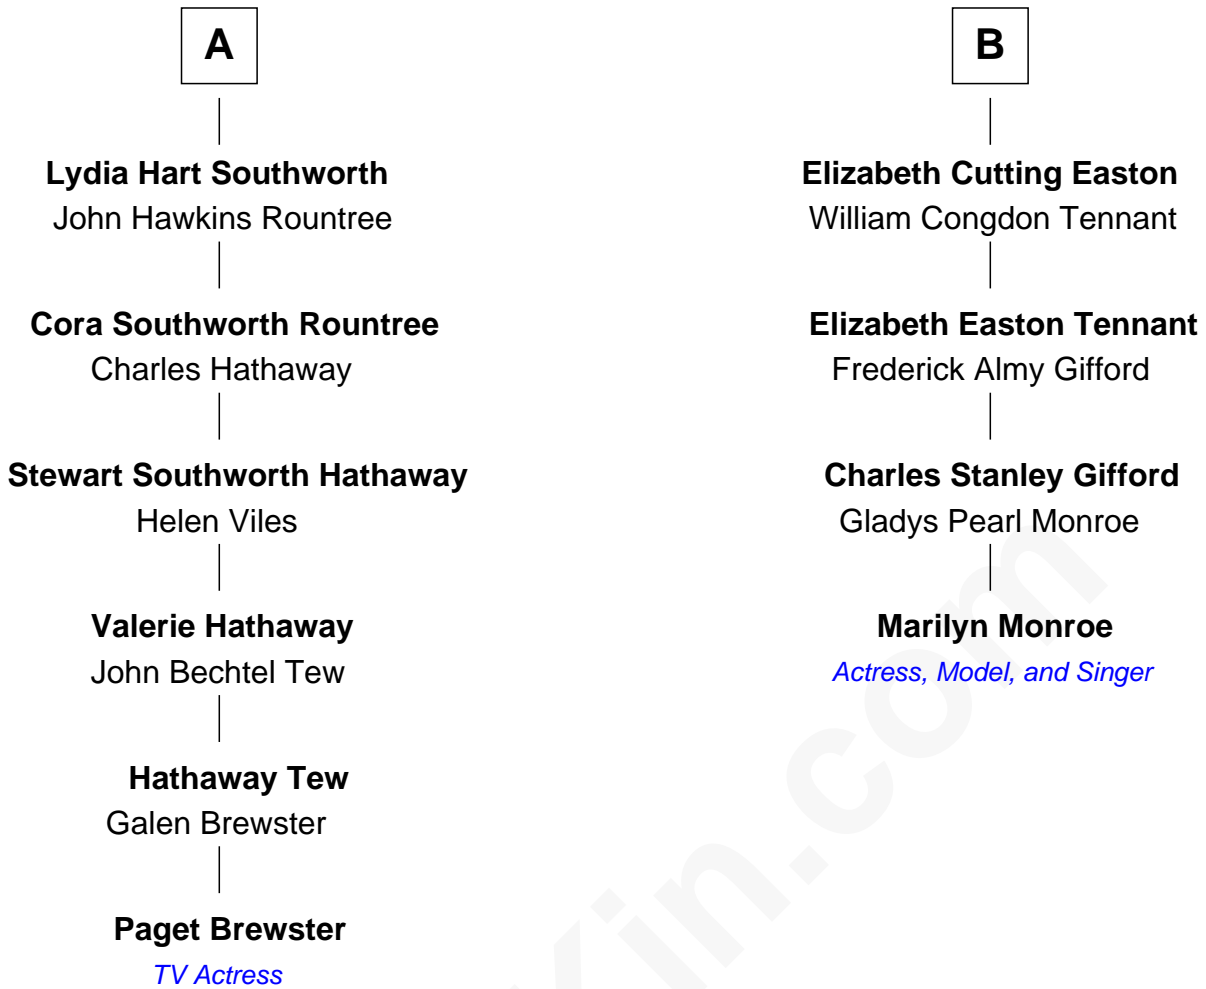 A
Lydia Hart Southworth
John Hawkins Rountree
Cora Southworth Rountree
Charles Hathaway
Stewart Southworth Hathaway
Helen Viles
Valerie Hathaway
John Bechtel Tew
Hathaway Tew
Galen Brewster
Paget Brewster
TV Actress
B
Elizabeth Cutting Easton
William Congdon Tennant
Elizabeth Easton Tennant
Frederick Almy Gifford
Charles Stanley Gifford
Gladys Pearl Monroe
Marilyn Monroe
Actress, Model, and Singer
Kin.com